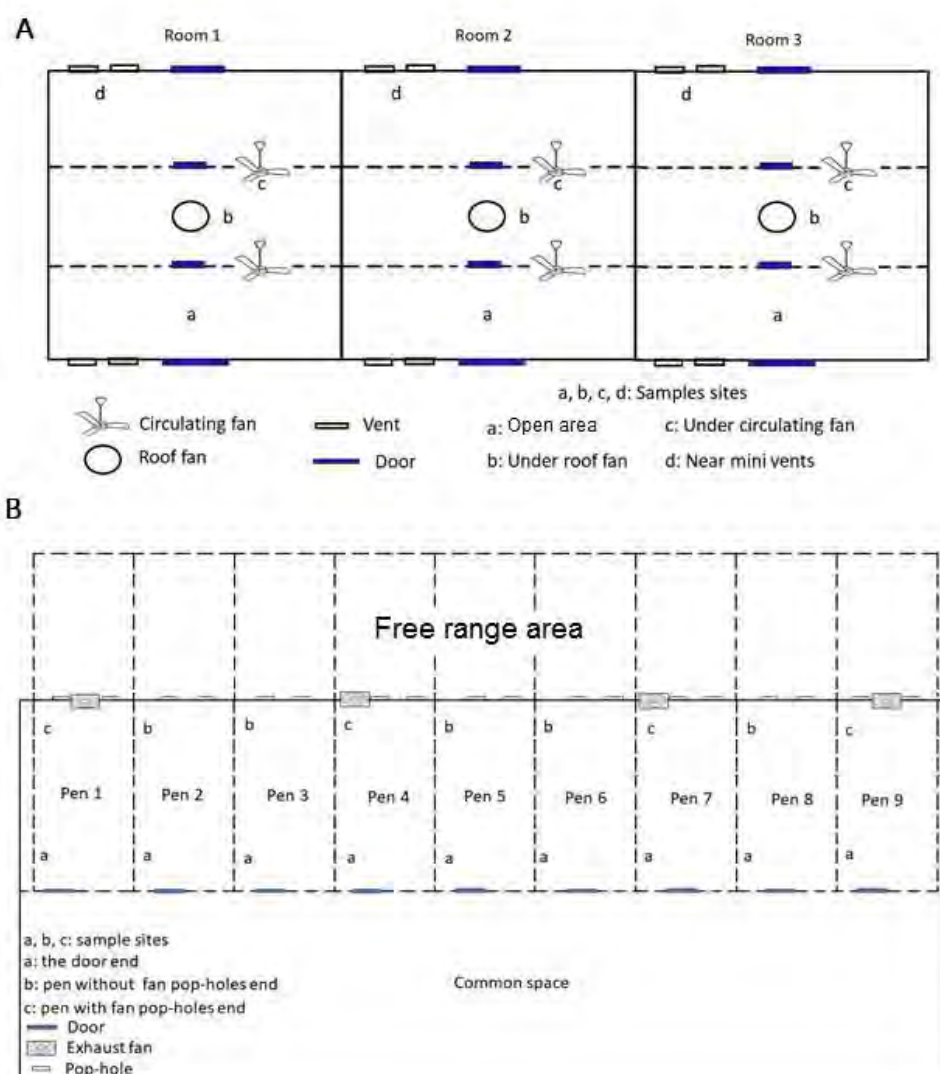 A
Room 1 Room 2 Room 3
d d d
c c c
b b b
a a a
a, b, c, d: Samples sites
Circulating fan Vent a: Open area c: Under circulating fan
Roof fan Door b: Under roof fan d: Near mini vents
B
Free range area
c b b c b b c b c
Pen 1 Pen 2 Pen 3 Pen 4 Pen 5 Pen 6 Pen 7 Pen 8 Pen 9
a a a a a a a a a
a, b, c: sample sites
a: the door end
b: pen without fan pop-holes end
Common space
c: pen with fan pop-holes end
Door
Exhaust fan
Pop-hole